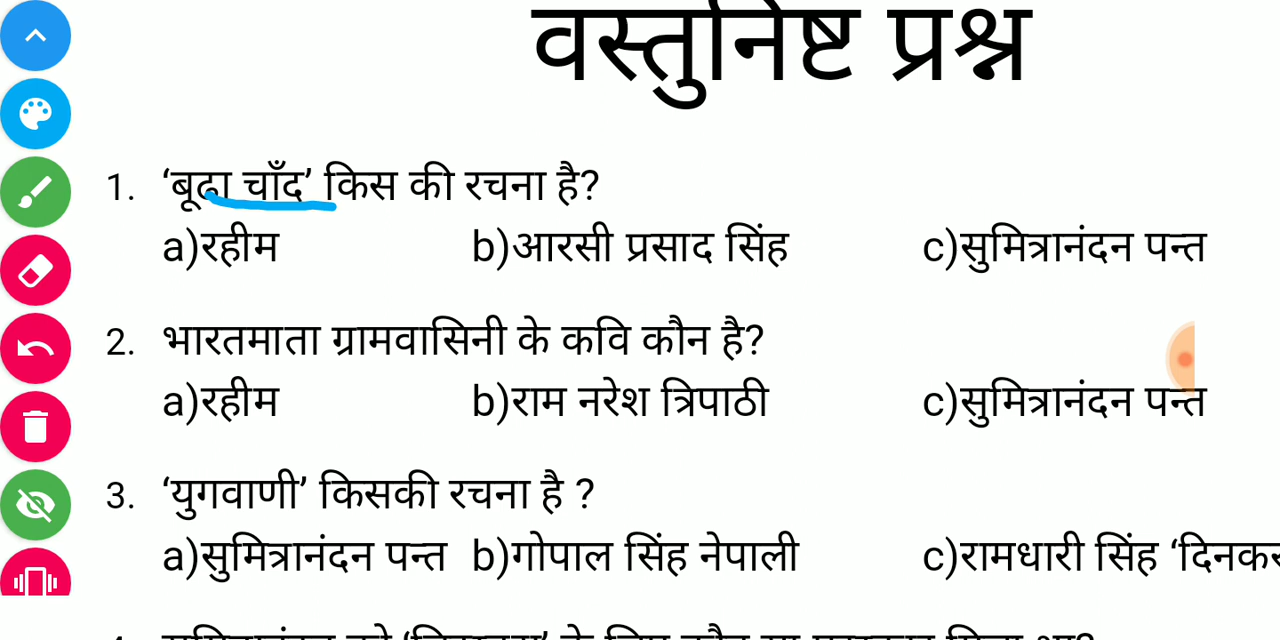 वस्तुनिष्ट प्रश्न
1. ‘बूढ़ा चाँद’ किस की रचना है?
a)रहीम b)आरसी प्रसाद सिंह c)सुमित्रानंदन पन्त
2. भारतमाता ग्रामवासिनी के कवि कौन है?
a)रहीम b)राम नरेश त्रिपाठी c)सुमित्रानंदन पन्त
3. ‘युगवाणी’ किसकी रचना है ?
a)सुमित्रानंदन पन्त b)गोपाल सिंह नेपाली c)रामधारी सिंह ‘दिनकर